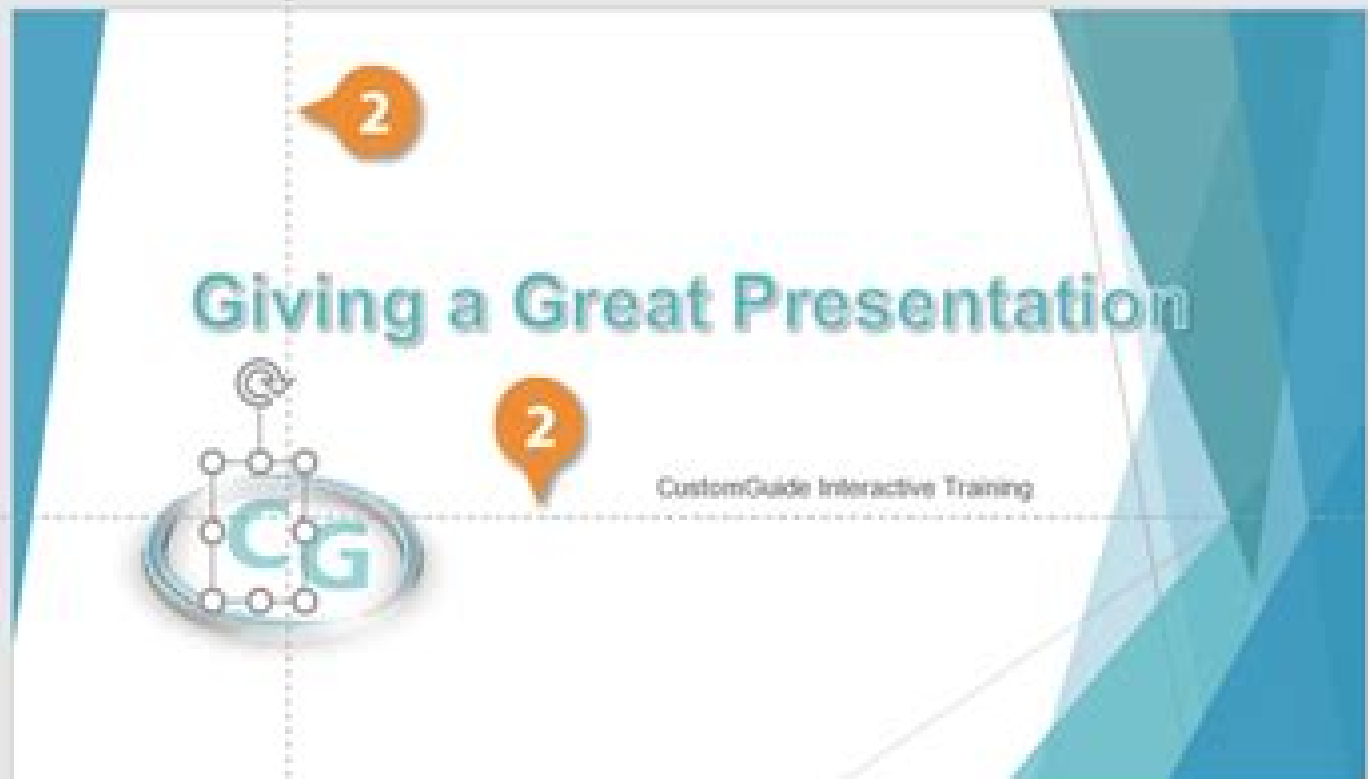 2
Giving a Great Presentation
2
CustomGuide Interactive Training
CG